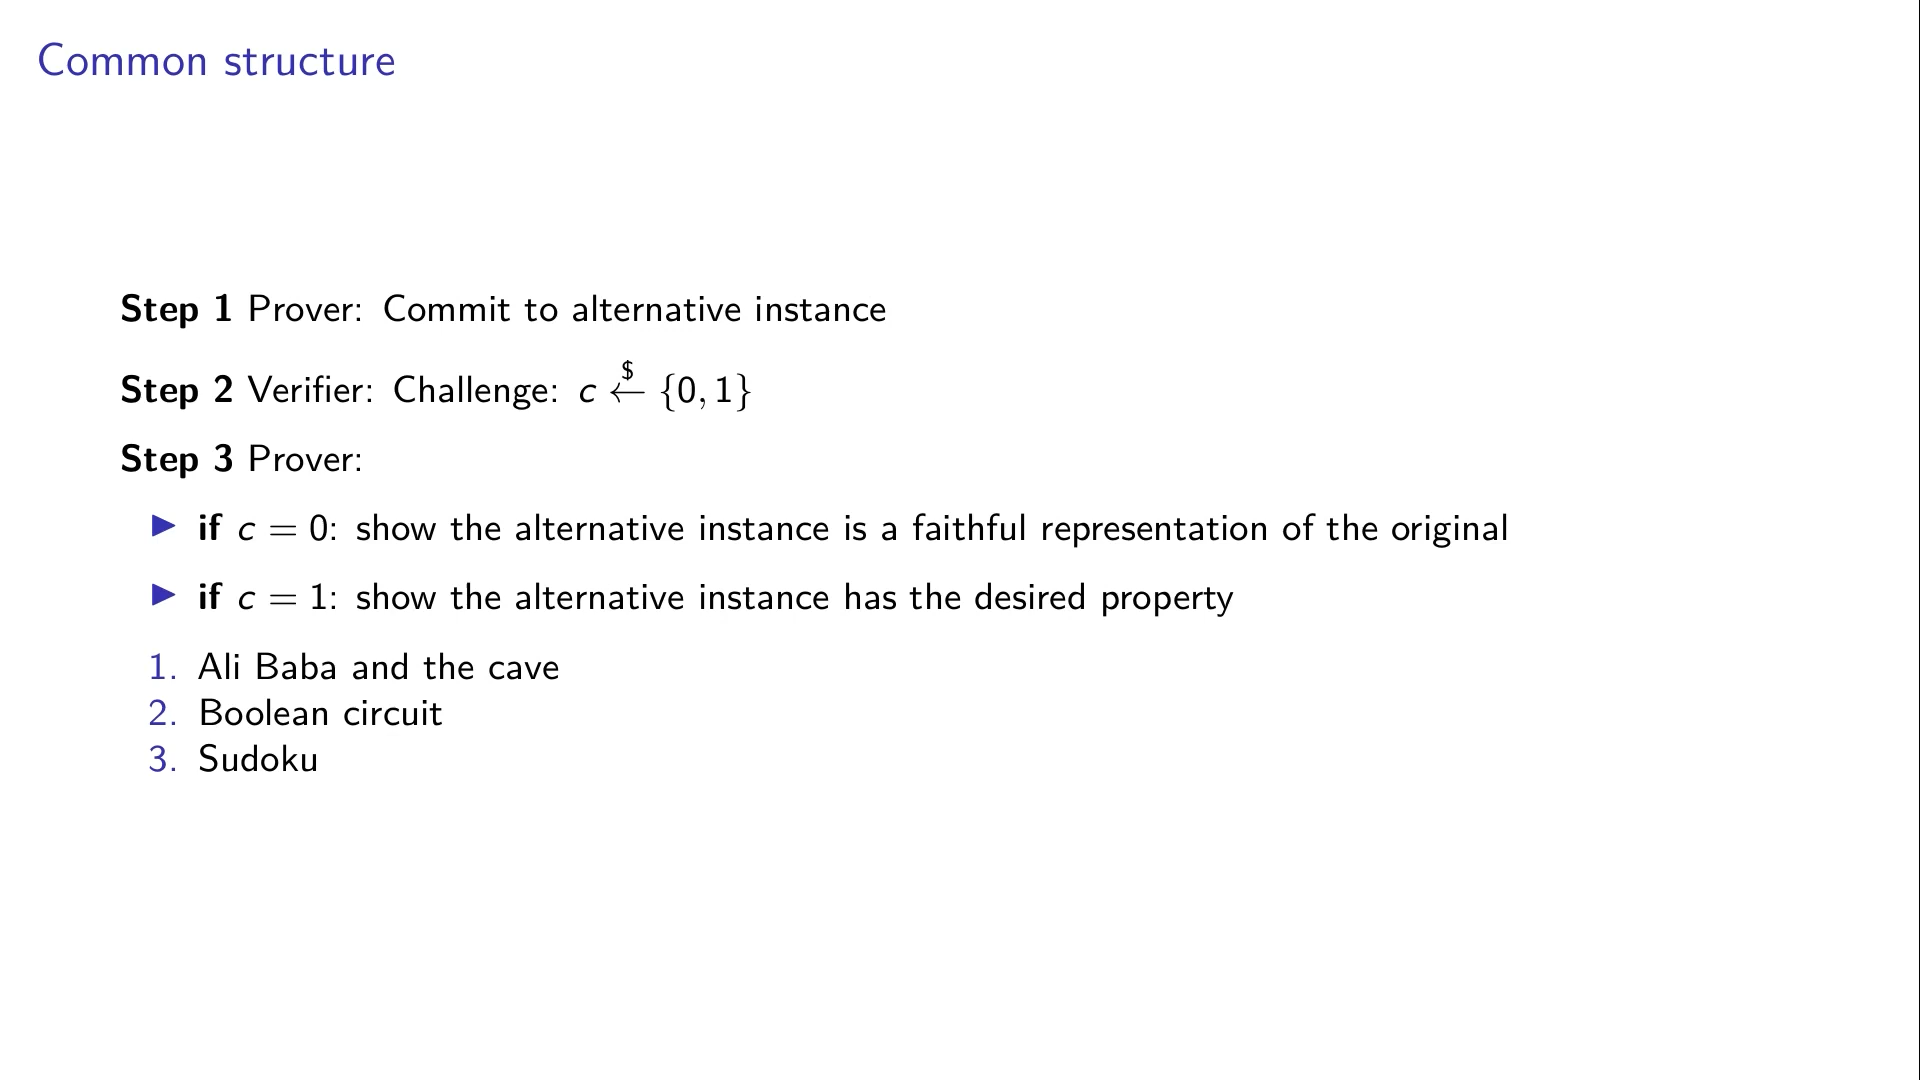 Common structure
Step 1 Prover: Commit to alternative instance
Step 2 Verifier: Challenge: c $← {0, 1}
Step 3 Prover:
▶ if c = 0: show the alternative instance is a faithful representation of the original
▶ if c = 1: show the alternative instance has the desired property
1. Ali Baba and the cave
2. Boolean circuit
3. Sudoku